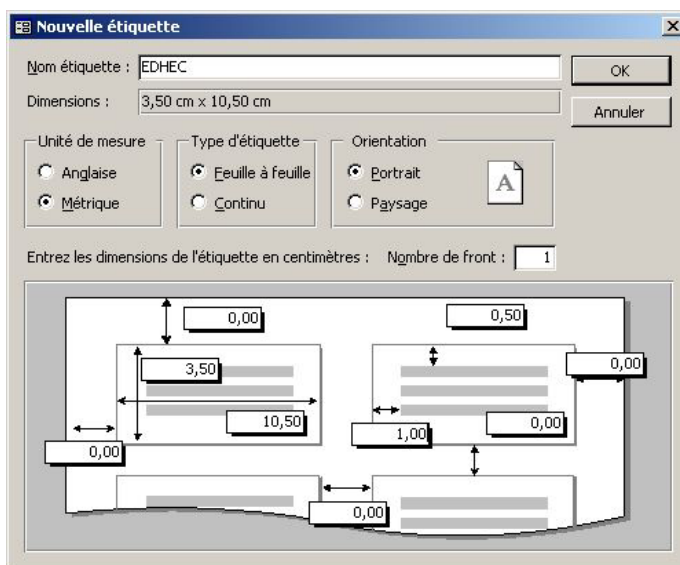 Nouvelle étiquette
Nom étiquette : EDHEC
OK
Dimensions : 3,50 cm x 10,50 cm
Annuler
Unité de mesure
Type d'étiquette
Orientation
Anglaise
Feuille à feuille
Portrait
A
Métrique
Continu
Paysage
Entrez les dimensions de l'étiquette en centimètres : Nombre de front : 1
0,00
0,50
3,50
0,00
10,50
1,00
0,00
0,00
0,00